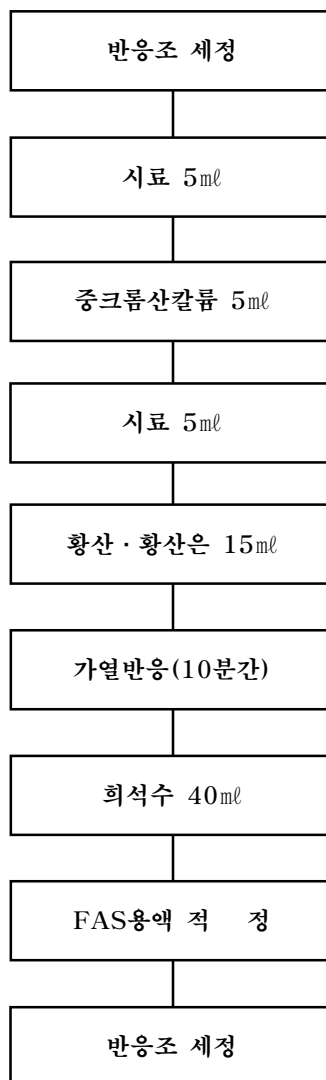 반응조 세정
시료 5㎖
중크롬산칼륨 5㎖
시료 5㎖
황산·황산은 15㎖
가열반응(10분간)
희석수 40㎖
FAS용액 적 정
반응조 세정